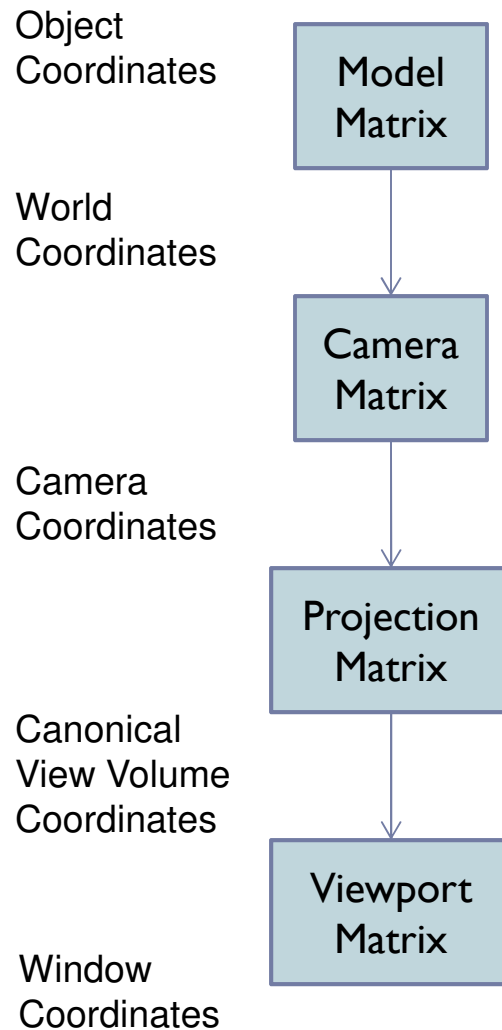 Object
Coordinates
Model
Matrix
World
Coordinates
Camera
Matrix
Camera
Coordinates
Projection
Matrix
Canonical
View Volume
Coordinates
Viewport
Matrix
Window
Coordinates